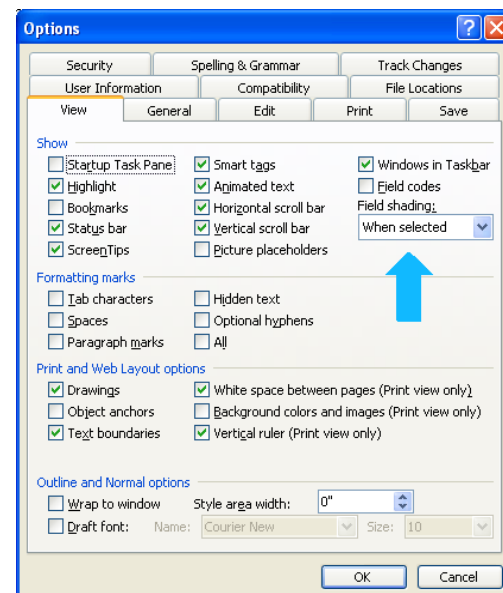 Options
Security Spelling & Grammar Track Changes
User Information Compatibility File Locations
View General Edit Print Save
Show
Startup Task Pane Smart tags Windows in Taskbar
Highlight Animated text Field codes
Bookmarks Horizontal scroll bar Field shading:
Status bar Vertical scroll bar When selected
ScreenTips Picture placeholders
Formatting marks
Tab characters Hidden text
Spaces Optional hyphens
Paragraph marks All
Print and Web Layout options
Drawings White space between pages (Print view only)
Object anchors Background colors and images (Print view only)
Text boundaries Vertical ruler (Print view only)
Outline and Normal options
Wrap to window Style area width: 0"
Draft font: Name: Courier New Size: 10
OK Cancel